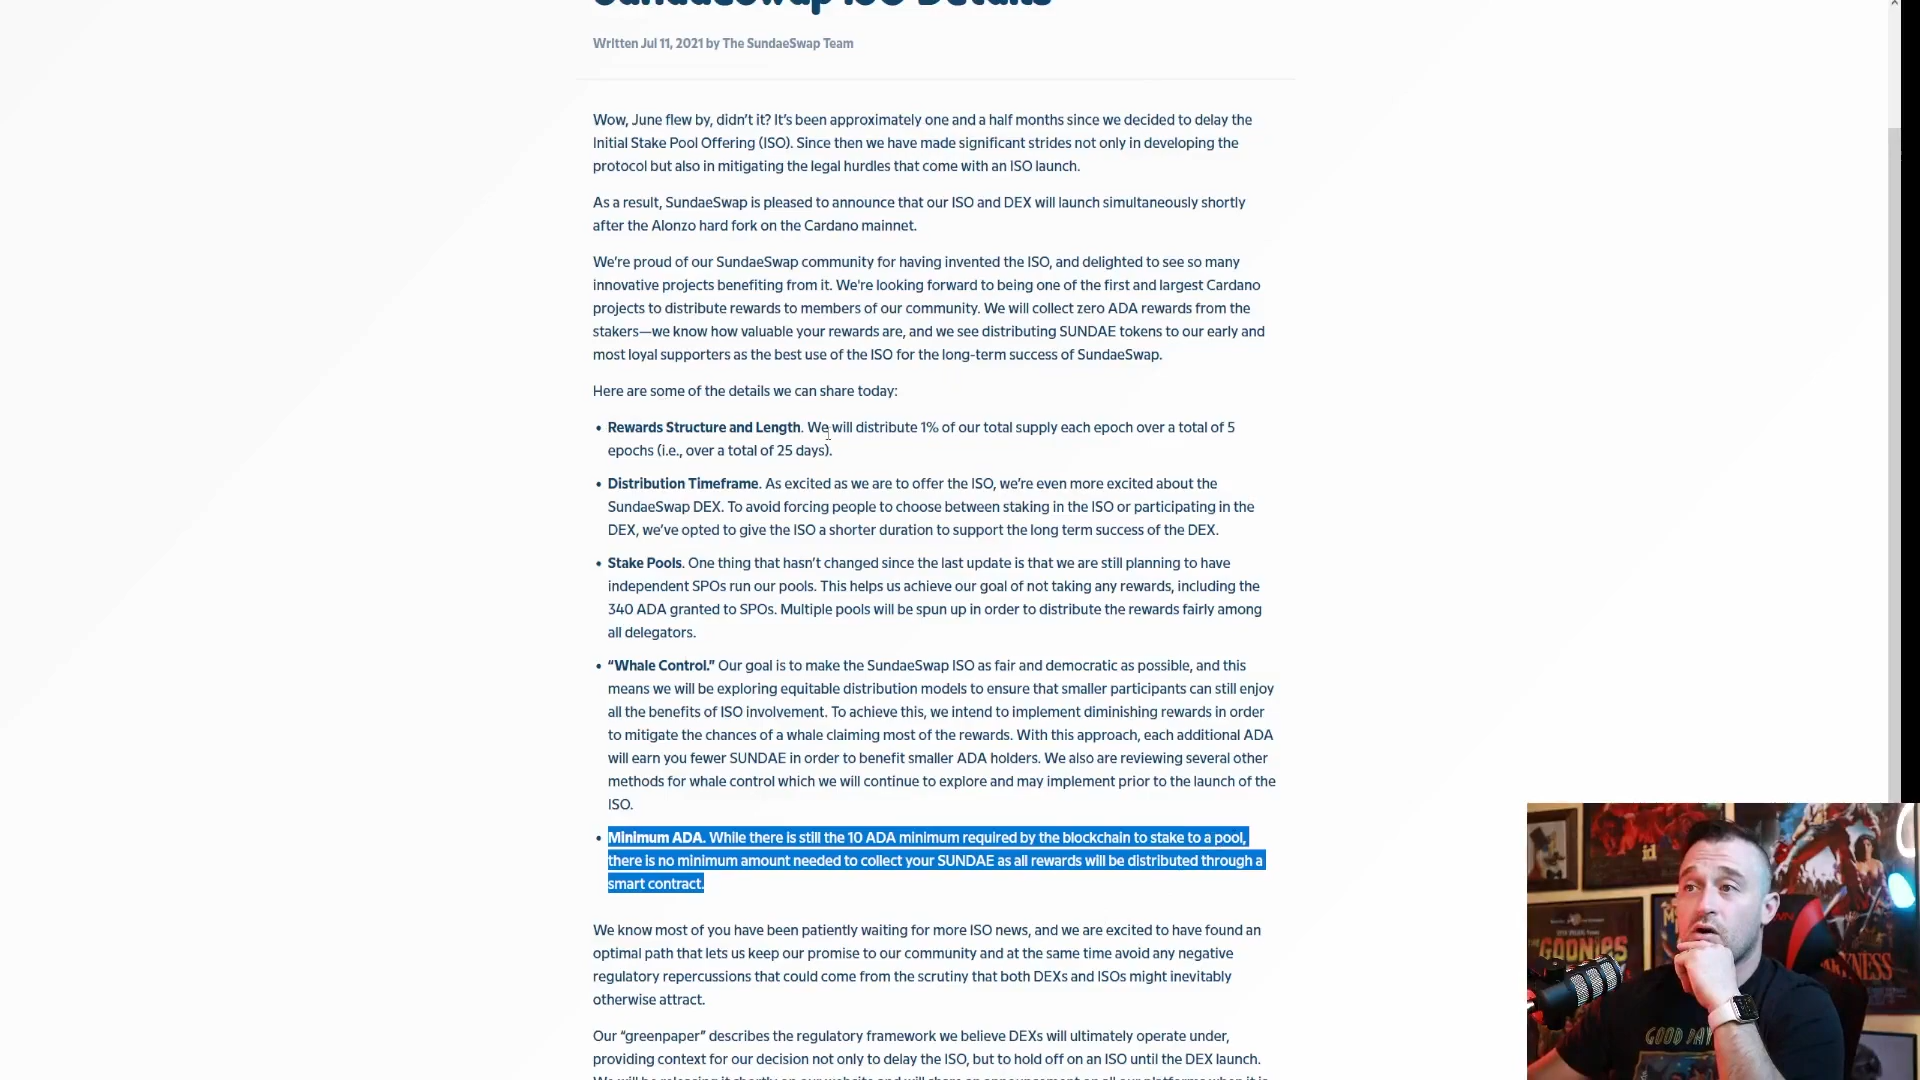 SundaeSwap ISO Details
Written Jul 11, 2021 by The SundaeSwap Team
Wow, June flew by, didn’t it? It’s been approximately one and a half months since we decided to delay the
Initial Stake Pool Offering (ISO). Since then we have made significant strides not only in developing the
protocol but also in mitigating the legal hurdles that come with an ISO launch.
As a result, SundaeSwap is pleased to announce that our ISO and DEX will launch simultaneously shortly
after the Alonzo hard fork on the Cardano mainnet.
We’re proud of our SundaeSwap community for having invented the ISO, and delighted to see so many
innovative projects benefiting from it. We're looking forward to being one of the first and largest Cardano
projects to distribute rewards to members of our community. We will collect zero ADA rewards from the
stakers—we know how valuable your rewards are, and we see distributing SUNDAE tokens to our early and
most loyal supporters as the best use of the ISO for the long-term success of SundaeSwap.
Here are some of the details we can share today:
• Rewards Structure and Length. We will distribute 1% of our total supply each epoch over a total of 5
epochs (i.e., over a total of 25 days).
• Distribution Timeframe. As excited as we are to offer the ISO, we’re even more excited about the
SundaeSwap DEX. To avoid forcing people to choose between staking in the ISO or participating in the
DEX, we’ve opted to give the ISO a shorter duration to support the long term success of the DEX.
• Stake Pools. One thing that hasn’t changed since the last update is that we are still planning to have
independent SPOs run our pools. This helps us achieve our goal of not taking any rewards, including the
340 ADA granted to SPOs. Multiple pools will be spun up in order to distribute the rewards fairly among
all delegators.
• “Whale Control.” Our goal is to make the SundaeSwap ISO as fair and democratic as possible, and this
means we will be exploring equitable distribution models to ensure that smaller participants can still enjoy
all the benefits of ISO involvement. To achieve this, we intend to implement diminishing rewards in order
to mitigate the chances of a whale claiming most of the rewards. With this approach, each additional ADA
will earn you fewer SUNDAE in order to benefit smaller ADA holders. We also are reviewing several other
methods for whale control which we will continue to explore and may implement prior to the launch of the
ISO.
• Minimum ADA. While there is still the 10 ADA minimum required by the blockchain to stake to a pool,
there is no minimum amount needed to collect your SUNDAE as all rewards will be distributed through a
smart contract.
We know most of you have been patiently waiting for more ISO news, and we are excited to have found an
optimal path that lets us keep our promise to our community and at the same time avoid any negative
regulatory repercussions that could come from the scrutiny that both DEXs and ISOs might inevitably
otherwise attract.
Our “greenpaper” describes the regulatory framework we believe DEXs will ultimately operate under,
providing context for our decision not only to delay the ISO, but to hold off on an ISO until the DEX launch.
id
GOONIES
GOOD